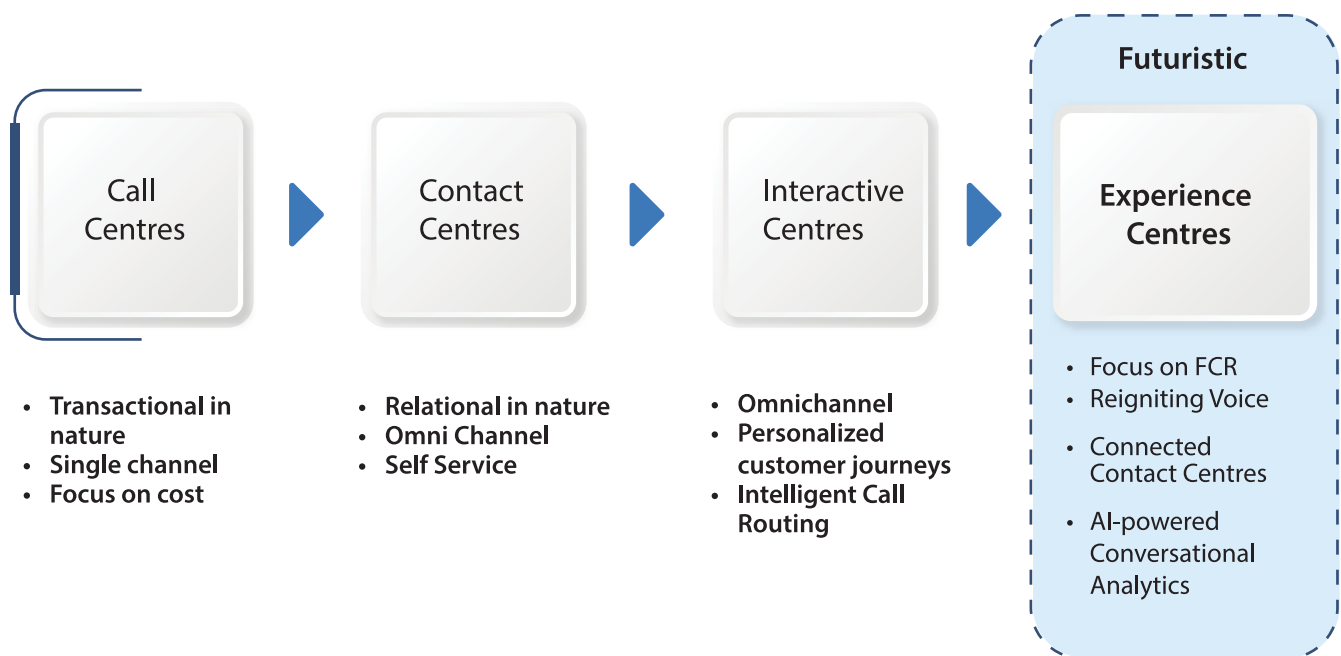 Futuristic
Call
Centres
Contact
Centres
Interactive
Centres
Experience
Centres
• Transactional in
nature
• Single channel
• Focus on cost
• Relational in nature
• Omni Channel
• Self Service
• Omnichannel
• Personalized
customer journeys
• Intelligent Call
Routing
• Focus on FCR
• Reigniting Voice
• Connected
Contact Centres
• AI-powered
Conversational
Analytics